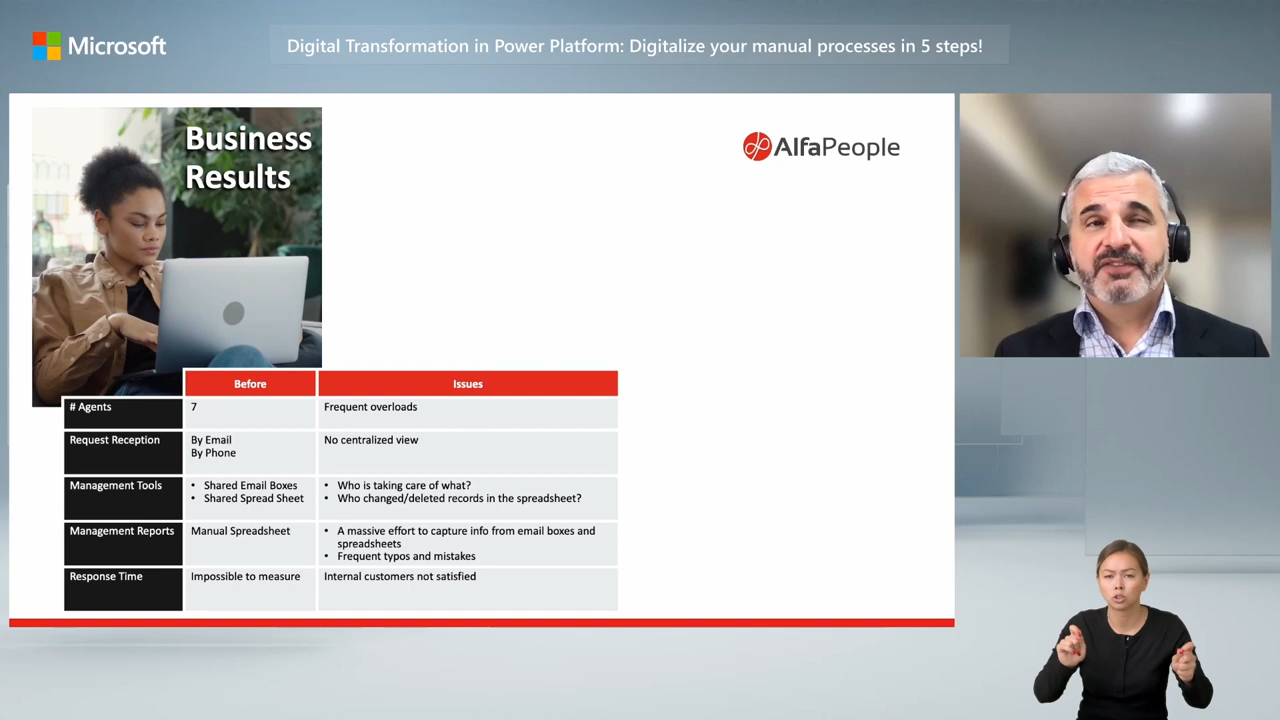 Microsoft
Digital Transformation in Power Platform: Digitalize your manual processes in 5 steps!
Business
Results
AlfaPeople
Before
Issues
# Agents
7
Frequent overloads
Request Reception
By Email
By Phone
No centralized view
Management Tools
• Shared Email Boxes
• Shared Spread Sheet
• Who is taking care of what?
• Who changed/deleted records in the spreadsheet?
Management Reports
Manual Spreadsheet
• A massive effort to capture info from email boxes and
spreadsheets
• Frequent typos and mistakes
Response Time
Impossible to measure
Internal customers not satisfied